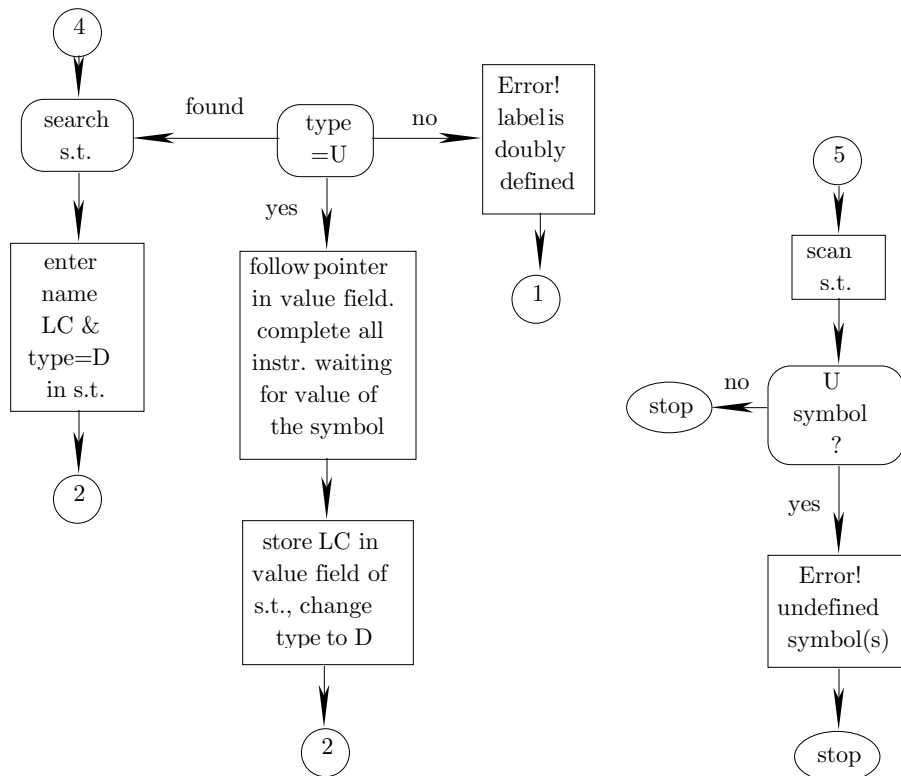 4
search
s.t.
found
type
=U
no
Error!
label is
doubly
defined
1
enter
name
LC &
type=D
in s.t.
2
yes
follow pointer
in value field.
complete all
instr. waiting
for value of
the symbol
store LC in
value field of
s.t., change
type to D
2
5
scan
s.t.
U
symbol
?
no
stop
yes
Error!
undefined
symbol(s)
stop